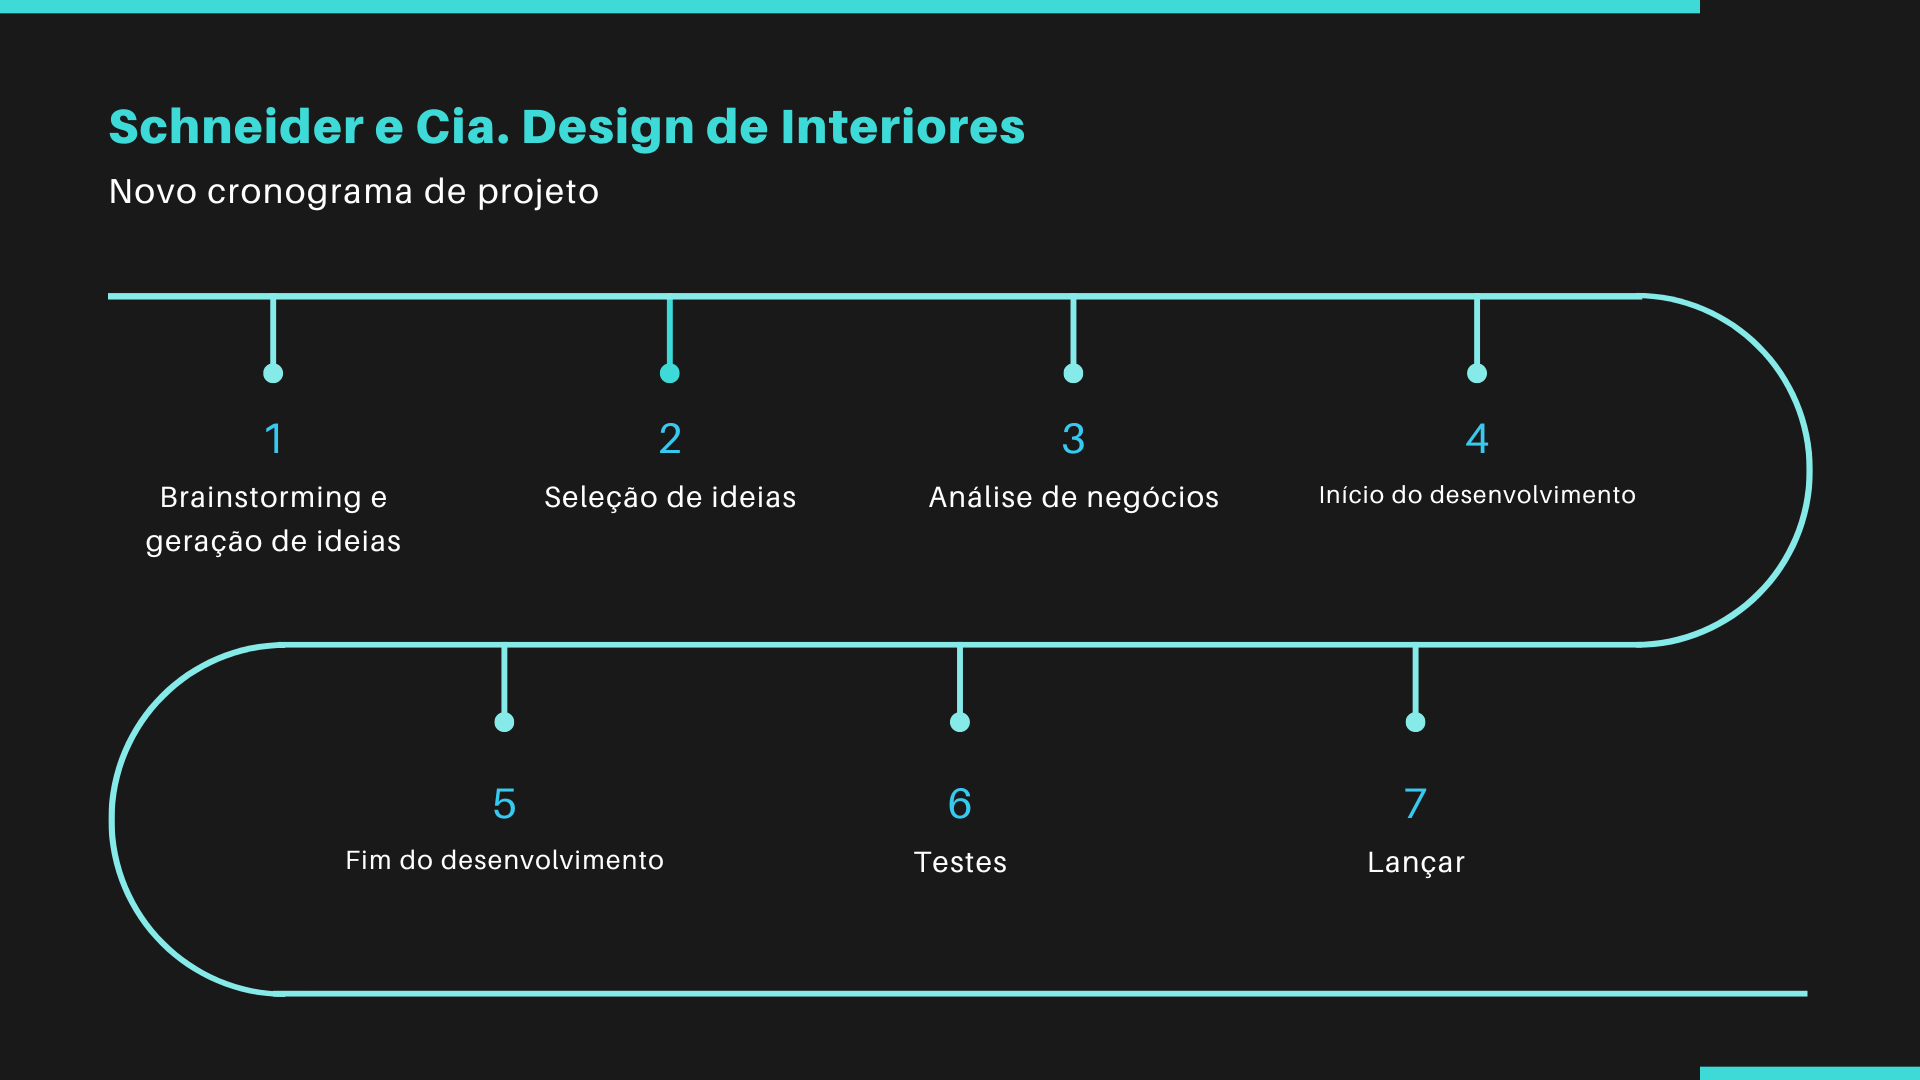 Schneider e Cia. Design de Interiores
Novo cronograma de projeto
1
Brainstorming e
geração de ideias
2
Seleção de ideias
3
Análise de negócios
4
Início do desenvolvimento
5
Fim do desenvolvimento
6
Testes
7
Lançar